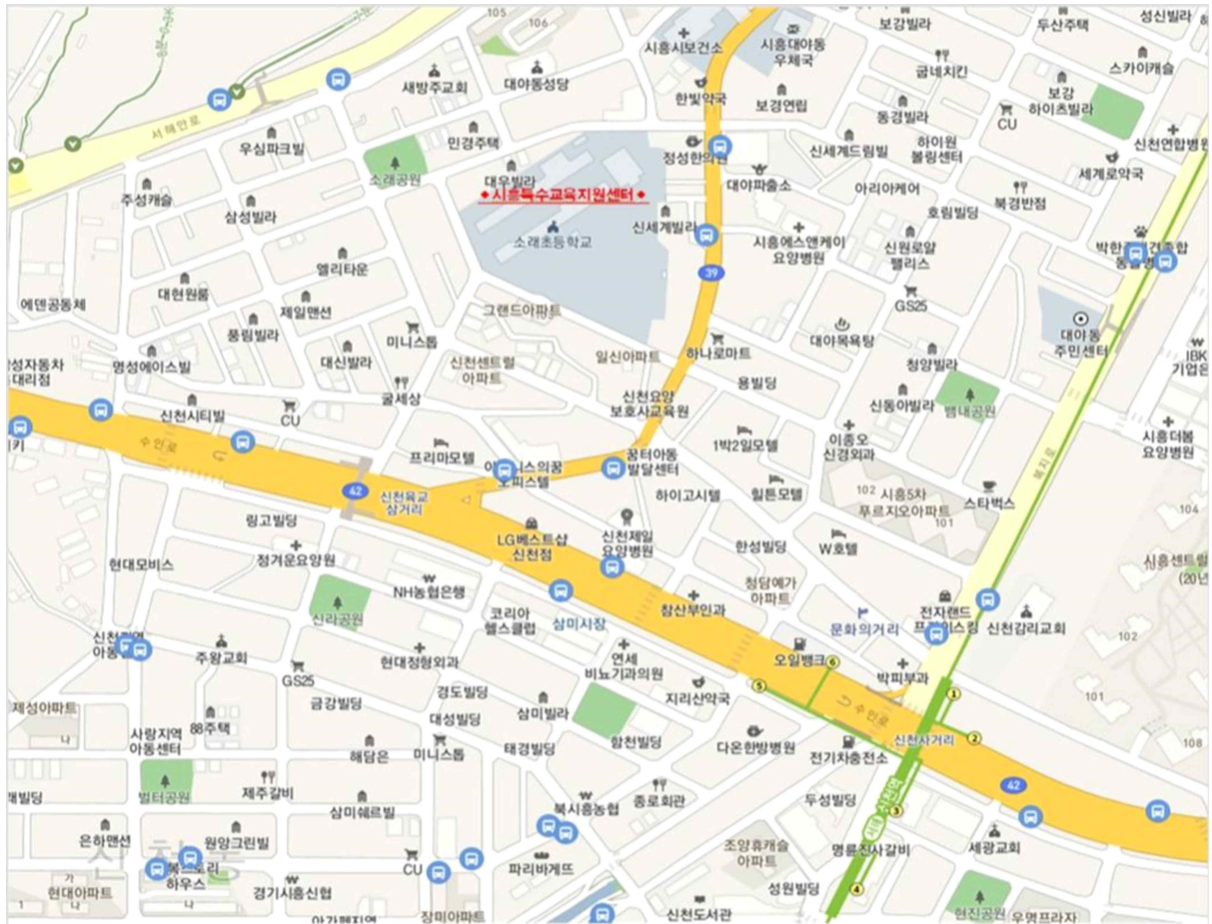 105
106
보강빌라
두산주택
성신빌라
시흥시보건소
시흥대야동
우체국
새방주교회
대야동성당
굽네치킨
스카이캐슬
한빛약국
보경연립
보강
하이츠빌라
동경빌라
CU
서해안로
우심파크빌
민경주택
정성한의원
신세계드림빌
하이원
볼링센터
신천연합병원
소래공원
대우빌라
시흥특수교육지원센터
대야파출소
아리아케어
세계로약국
주성캐슬
삼성빌라
북경반점
호림빌딩
소래초등학교
신세계빌라
시흥에스앤케이
요양병원
신원로얄
팰리스
엘리타운
39
에덴공동체
대현원룸
제일맨션
그랜드아파트
GS25
풍림빌라
미니스톱
대야목욕탕
대야동
주민센터
대신빌라
신천센트럴
아파트
일신아파트
하나로마트
청양빌라
IBK
명성에이스빌
용빌딩
굴세상
신천요양
보호사교육원
신동아빌라
뱀내공원
신천시티빌
CU
수인로
프리마모텔
1박2일모텔
이종오
신경외과
시흥더봄
요양병원
오피스텔
꿈터아동
발달센터
복지로
42
신천육교
삼거리
하이고시텔
힐튼모텔
102
시흥5차
푸르지오아파트
101
스타벅스
104
링고빌딩
LG베스트샵
신천점
신천제일
요양병원
한성빌딩
W호텔
정겨운요양원
현대모비스
시흥센트럴
NH농협은행
청담예가
아파트
신라공원
코리아
헬스클럽
삼미시장
참산부인과
문화의거리
전자랜드
신천감리교회
102
주왕교회
현대정형외과
연세
비뇨기과의원
오일뱅크
6
박피부과
GS25
경도빌딩
지리산약국
5
1
101
제성아파트
금강빌딩
삼미빌라
수인로
나
88주택
대성빌딩
함천빌딩
신천사거리
2
사랑지역
아동센터
미니스톱
태경빌딩
다온한방병원
전기차충전소
108
해담은
42
벌터공원
제주갈비
삼미쉐르빌
북시흥농협
종로회관
두성빌딩
신천역
3
서해
은하맨션
원앙그린빌
세광교회
신천동
CU
파리바게뜨
조양휴캐슬
아파트
명륜진사갈비
하우스
경기시흥신협
가
현대아파트
나
1
성원빌딩
4
장미아파트
신천도서관
현진공원
우명프라자